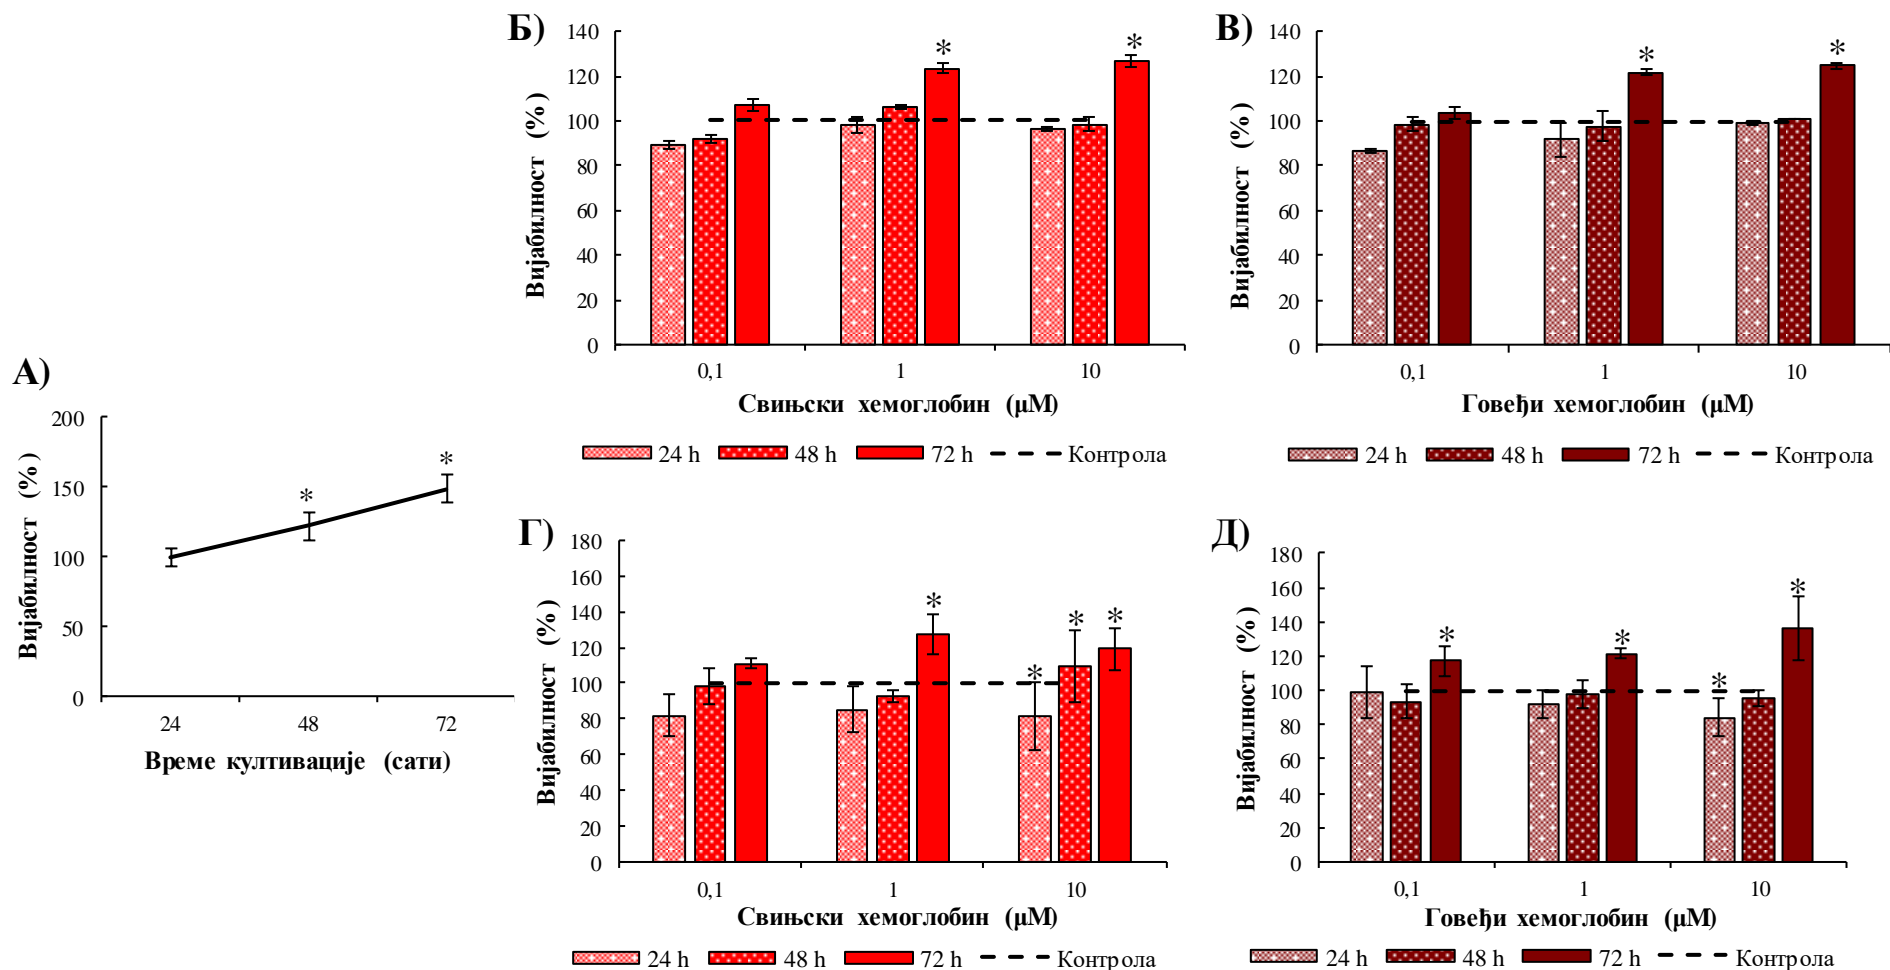 А)
200
150
100
50
0
Вијабилност (%)
*
*
24 48 72
Време култивације (сати)
Б)
140
120
100
80
60
40
20
0
Вијабилност (%)
*
*
0,1 1 10
Свињски хемоглобин (μM)
24 h 48 h 72 h Контрола
В)
140
120
100
80
60
40
20
0
Вијабилност (%)
*
*
0,1 1 10
Говеђи хемоглобин (μM)
24 h 48 h 72 h Контрола
Г)
180
160
140
120
100
80
60
40
20
0
Вијабилност (%)
*
*
*
*
0,1 1 10
Свињски хемоглобин (μM)
24 h 48 h 72 h Контрола
Д)
180
160
140
120
100
80
60
40
20
0
Вијабилност (%)
*
*
*
*
0,1 1 10
Говеђи хемоглобин (μM)
24 h 48 h 72 h Контрола